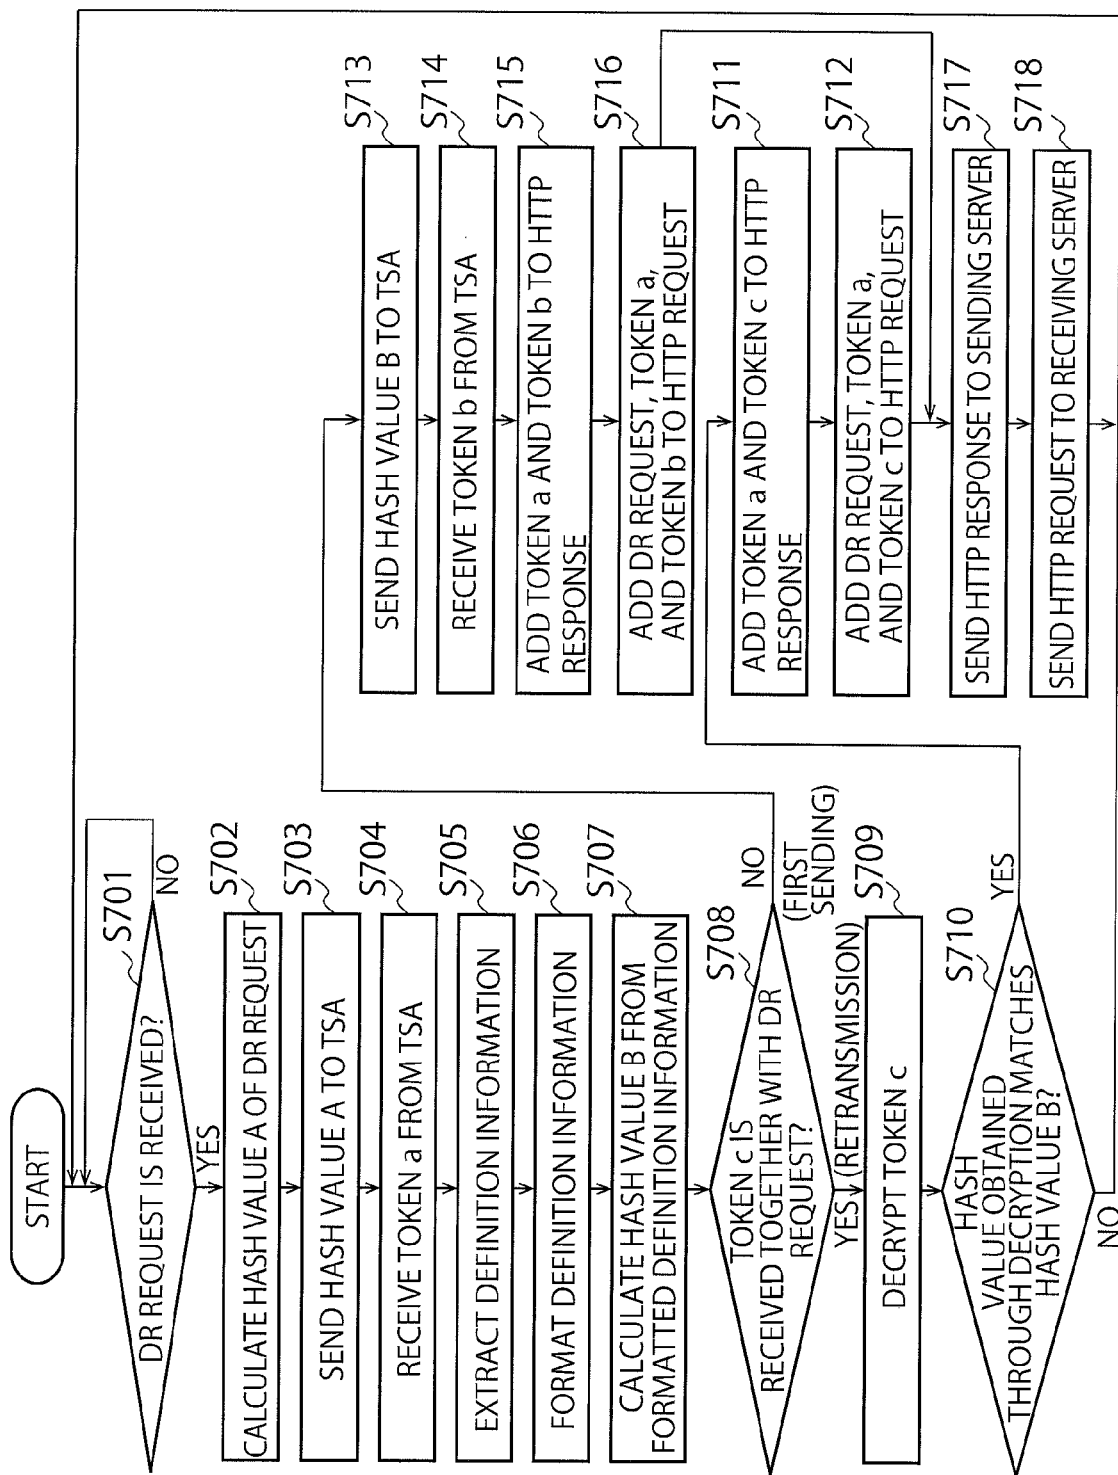 START
DR REQUEST IS RECEIVED?
S701
NO
YES
CALCULATE HASH VALUE A OF DR REQUEST
S702
SEND HASH VALUE A TO TSA
S703
RECEIVE TOKEN a FROM TSA
S704
EXTRACT DEFINITION INFORMATION
S705
FORMAT DEFINITION INFORMATION
S706
CALCULATE HASH VALUE B FROM
FORMATTED DEFINITION INFORMATION
S707
TOKEN c IS
RECEIVED TOGETHER WITH DR
REQUEST?
S708
NO
(FIRST
SENDING)
YES
(RETRANSMISSION)
DECRYPT TOKEN c
S709
HASH
VALUE OBTAINED
THROUGH DECRYPTION MATCHES
HASH VALUE B?
S710
YES
NO
SEND HASH VALUE B TO TSA
S713
RECEIVE TOKEN b FROM TSA
S714
ADD TOKEN a AND TOKEN b TO HTTP
RESPONSE
S715
ADD DR REQUEST, TOKEN a,
AND TOKEN b TO HTTP REQUEST
S716
ADD TOKEN a AND TOKEN c TO HTTP
RESPONSE
S711
ADD DR REQUEST, TOKEN a,
AND TOKEN c TO HTTP REQUEST
S712
SEND HTTP RESPONSE TO SENDING SERVER
S717
SEND HTTP REQUEST TO RECEIVING SERVER
S718